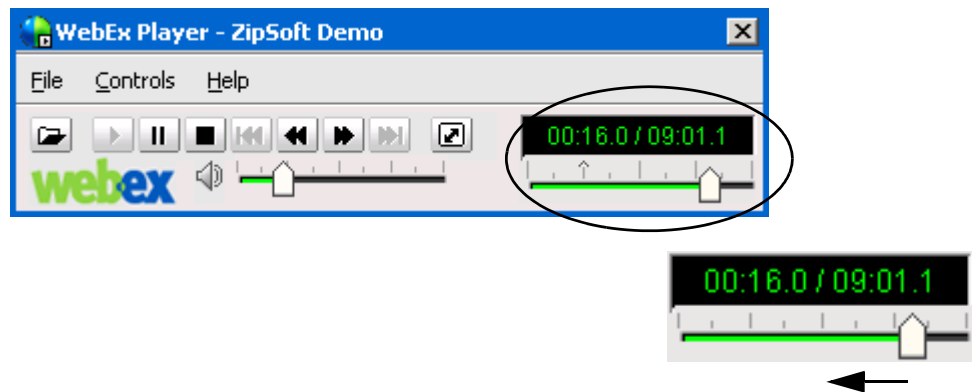 WebEx Player - ZipSoft Demo
File Controls Help
00:16.0 / 09:01.1
webex
00:16.0 / 09:01.1